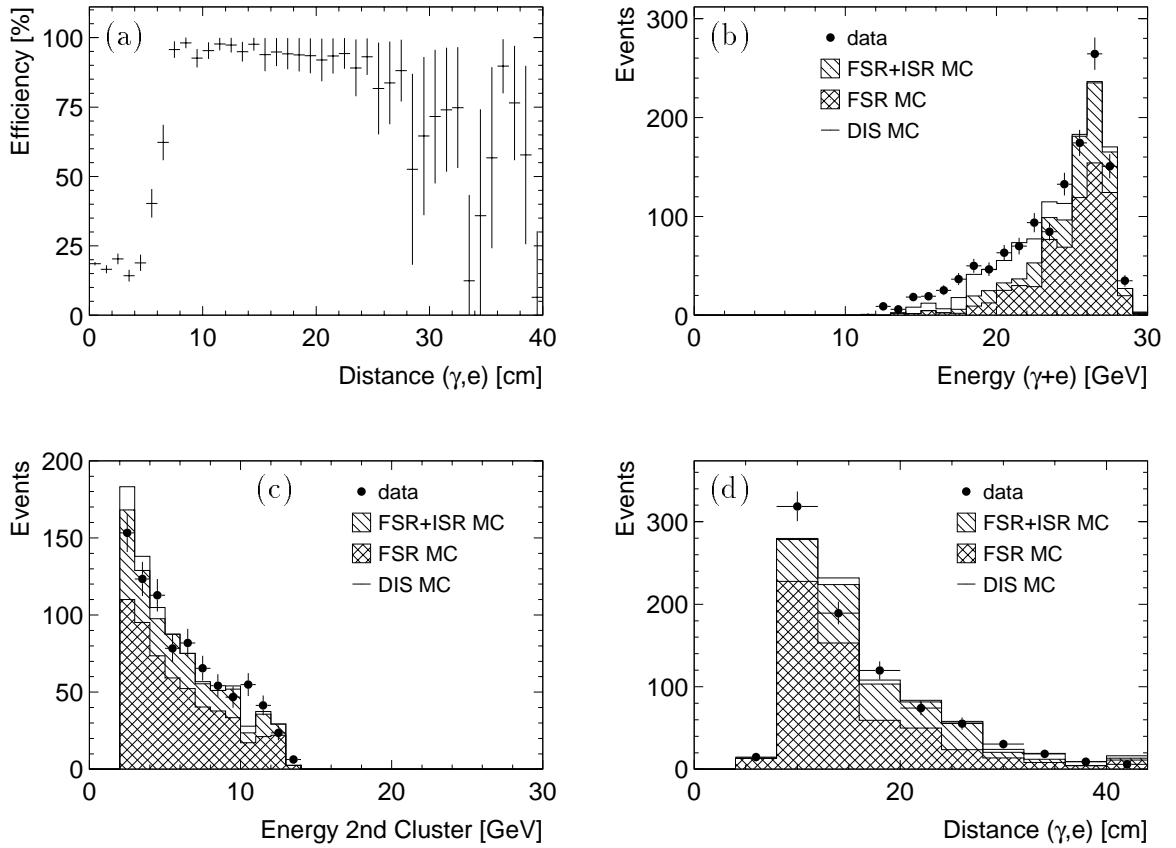 Efficiency [%]
(a)
100
75
50
25
0
0 10 20 30 40
Distance (γ,e) [cm]
Events
(b)
data
FSR+ISR MC
FSR MC
DIS MC
300
200
100
0
0 10 20 30
Energy (γ+e) [GeV]
Events
(c)
data
FSR+ISR MC
FSR MC
DIS MC
200
150
100
50
0
0 10 20 30
Energy 2nd Cluster [GeV]
Events
(d)
data
FSR+ISR MC
FSR MC
DIS MC
300
200
100
0
0 20 40
Distance (γ,e) [cm]